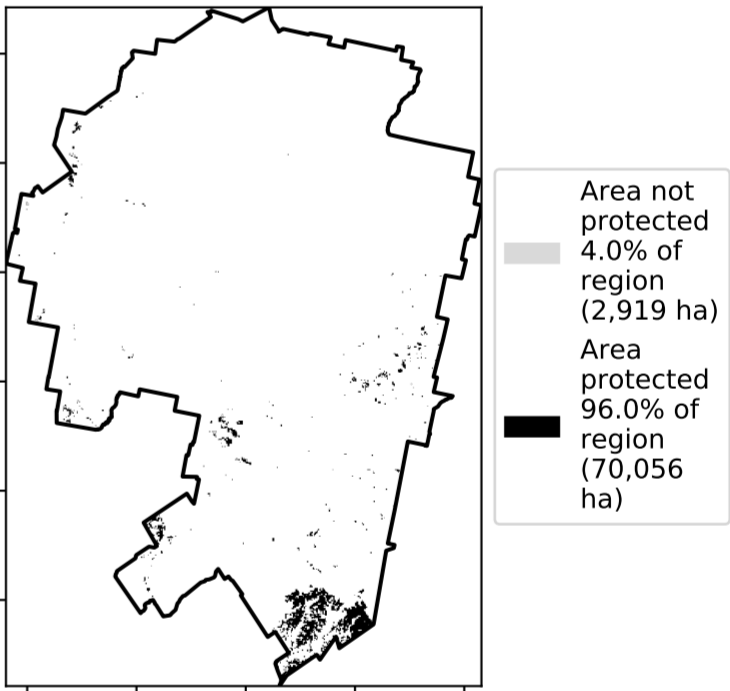 Area not
protected
4.0% of
region
(2,919 ha)
Area
protected
96.0% of
region
(70,056
ha)